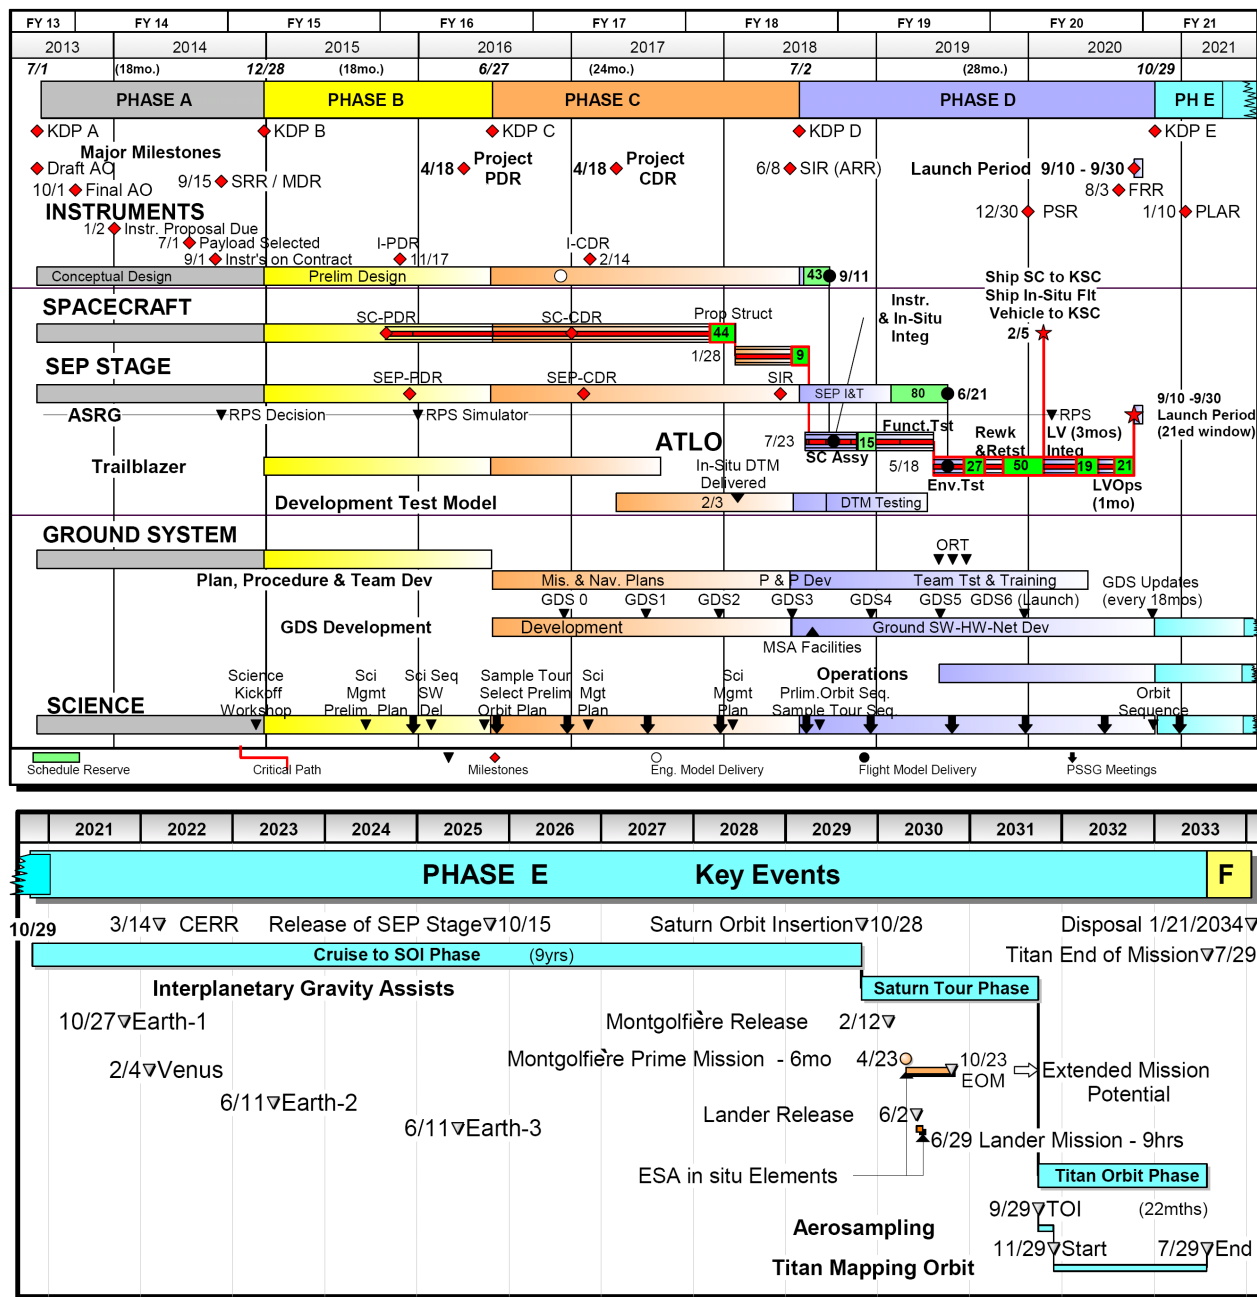 FY 13 FY 14 FY 15 FY 16 FY 17 FY 18 FY 19 FY 20 FY 21
2013 2014 2015 2016 2017 2018 2019 2020 2021
7/1 (18mo.) 12/28 (18mo.) 6/27 (24mo.) 7/2 (28mo.) 10/29
PHASE A PHASE B PHASE C PHASE D PH E
KDP A KDP B KDP C KDP D KDP E
Major Milestones
Draft AO 9/15 SRR / MDR 4/18 Project PDR 4/18 Project CDR 6/8 SIR (ARR) Launch Period 9/10 - 9/30
10/1 Final AO 8/3 FRR
12/30 PSR 1/10 PLAR
INSTRUMENTS
1/2 Instr. Proposal Due
7/1 Payload Selected I-PDR I-CDR
9/1 Instr's on Contract 11/17 2/14
Conceptual Design Prelim Design 43 9/11
Ship SC to KSC
Ship In-Situ Flt
Vehicle to KSC
2/5
Instr.
& In-Situ
Integ
SPACECRAFT
SC-PDR SC-CDR Prop Struct
44
1/28 9
SEP STAGE
SEP-PDR SEP-CDR SIR
SEP I&T 80 6/21
ASRG RPS Decision RPS Simulator RPS
9/10 -9/30
Launch Period
(21ed window)
ATLO 7/23 15 Funct.Tst
SC Assy
Rewk
&Retst
LV (3mos)
Integ
5/18 27 50 19 21
Env.Tst LVOps
(1mo)
Trailblazer
In-Situ DTM
Delivered
Development Test Model 2/3 DTM Testing
GROUND SYSTEM
ORT
Plan, Procedure & Team Dev Mis. & Nav. Plans P & P Dev Team Tst & Training
GDS Updates
(every 18mos)
GDS 0 GDS1 GDS2 GDS3 GDS4 GDS5 GDS6 (Launch)
GDS Development Development Ground SW-HW-Net Dev
MSA Facilities
Operations
SCIENCE
Science
Kickoff
Workshop
Sci
Mgmt
Prelim. Plan
Sci Seq
SW
Del
Sample Tour
Select Prelim
Orbit Plan
Sci
Mgt
Plan
Sci
Mgmt
Plan
Prlim.Orbit Seq.
Sample Tour Seq.
Orbit
Sequence
Schedule Reserve Critical Path Milestones Eng. Model Delivery Flight Model Delivery PSSG Meetings
2021 2022 2023 2024 2025 2026 2027 2028 2029 2030 2031 2032 2033
PHASE E Key Events F
10/29 3/14 CERR Release of SEP Stage 10/15 Saturn Orbit Insertion 10/28 Disposal 1/21/2034
Cruise to SOI Phase (9yrs) Titan End of Mission 7/29
Interplanetary Gravity Assists Saturn Tour Phase
10/27 Earth-1 Montgolfière Release 2/12
2/4 Venus Montgolfière Prime Mission - 6mo 4/23 10/23
EOM
Extended Mission
Potential
6/11 Earth-2 Lander Release 6/2
6/11 Earth-3 6/29 Lander Mission - 9hrs
ESA in situ Elements Titan Orbit Phase
9/29 TOI (22mths)
Aerosampling
11/29 Start 7/29 End
Titan Mapping Orbit